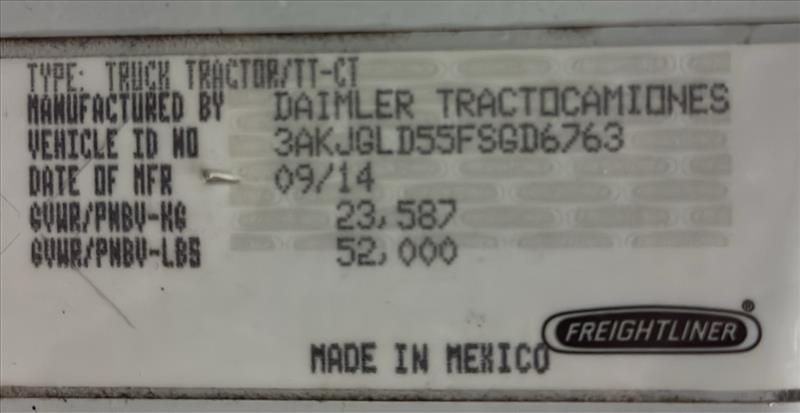 TYPE: TRUCK TRACTOR/TT-CT
MANUFACTURED BY DAIMLER TRACTOCAMIONES
VEHICLE ID NO 3AKJGLD55FSGD6763
DATE OF MFR 09/14
GVWR/PNBV-KG 23,587
GVWR/PNBV-LBS 52,000
FREIGHTLINER®
MADE IN MEXICO